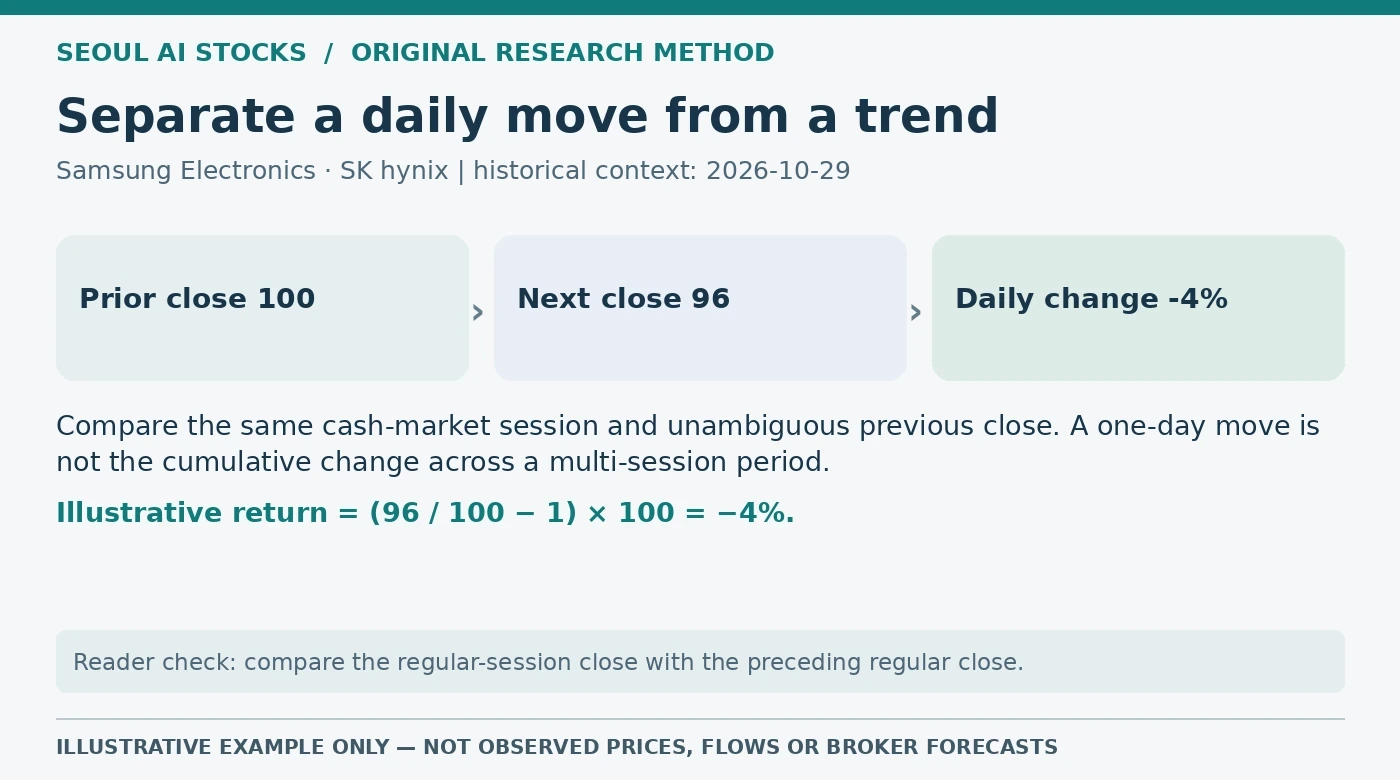 SEOUL AI STOCKS / ORIGINAL RESEARCH METHOD
Separate a daily move from a trend
Samsung Electronics · SK hynix | historical context: 2026-10-29
Prior close 100 › Next close 96 › Daily change -4%
Compare the same cash-market session and unambiguous previous close. A one-day move is
not the cumulative change across a multi-session period.
Illustrative return = (96 / 100 − 1) × 100 = −4%.
Reader check: compare the regular-session close with the preceding regular close.
ILLUSTRATIVE EXAMPLE ONLY — NOT OBSERVED PRICES, FLOWS OR BROKER FORECASTS